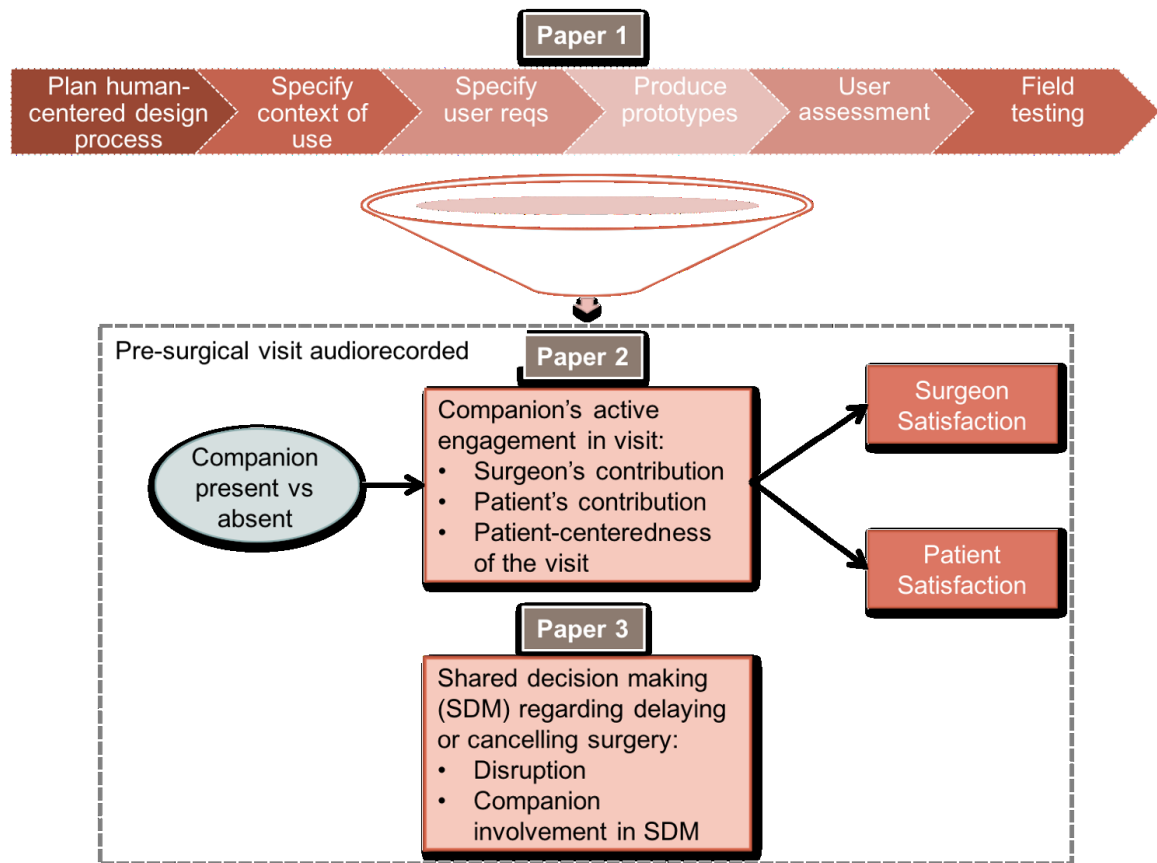 Paper 1
Plan human-
centered design
process
Specify
context of
use
Specify
user reqs
Produce
prototypes
User
assessment
Field
testing
Pre-surgical visit audiorecorded
Paper 2
Companion
present vs
absent
Companion’s active
engagement in visit:
• Surgeon’s contribution
• Patient’s contribution
• Patient-centeredness
of the visit
Surgeon
Satisfaction
Patient
Satisfaction
Paper 3
Shared decision making
(SDM) regarding delaying
or cancelling surgery:
• Disruption
• Companion
involvement in SDM